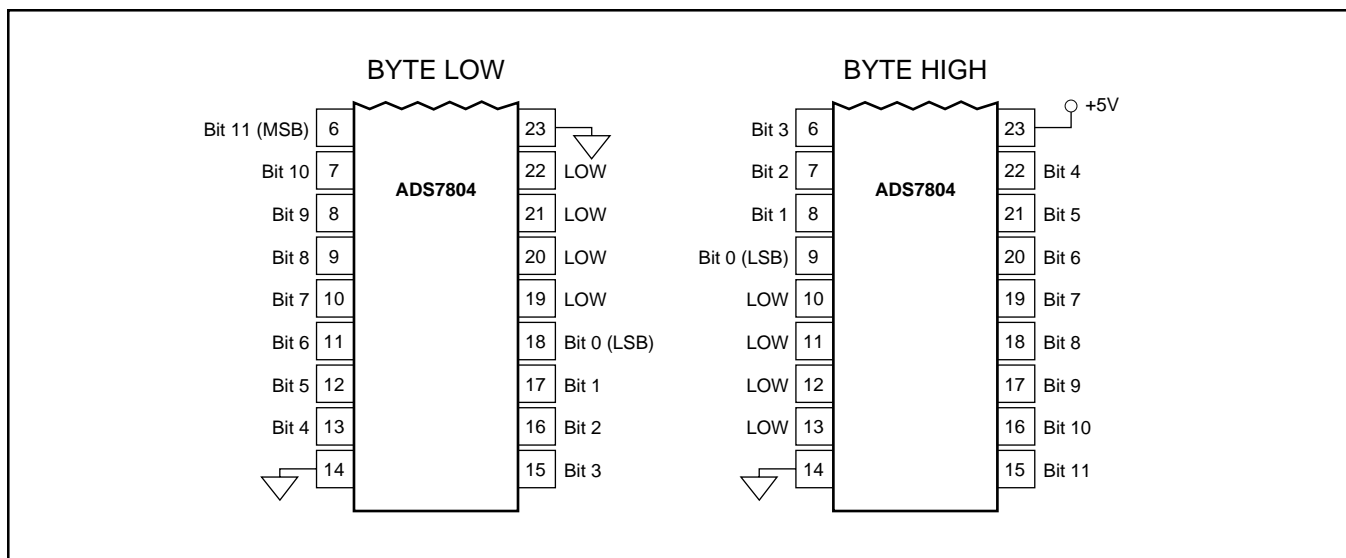 BYTE LOW
Bit 11 (MSB) 6 23
Bit 10 7 22 LOW
ADS7804
Bit 9 8 21 LOW
Bit 8 9 20 LOW
Bit 7 10 19 LOW
Bit 6 11 18 Bit 0 (LSB)
Bit 5 12 17 Bit 1
Bit 4 13 16 Bit 2
14 15 Bit 3
BYTE HIGH
+5V
Bit 3 6 23
Bit 2 7 22 Bit 4
ADS7804
Bit 1 8 21 Bit 5
Bit 0 (LSB) 9 20 Bit 6
LOW 10 19 Bit 7
LOW 11 18 Bit 8
LOW 12 17 Bit 9
LOW 13 16 Bit 10
14 15 Bit 11